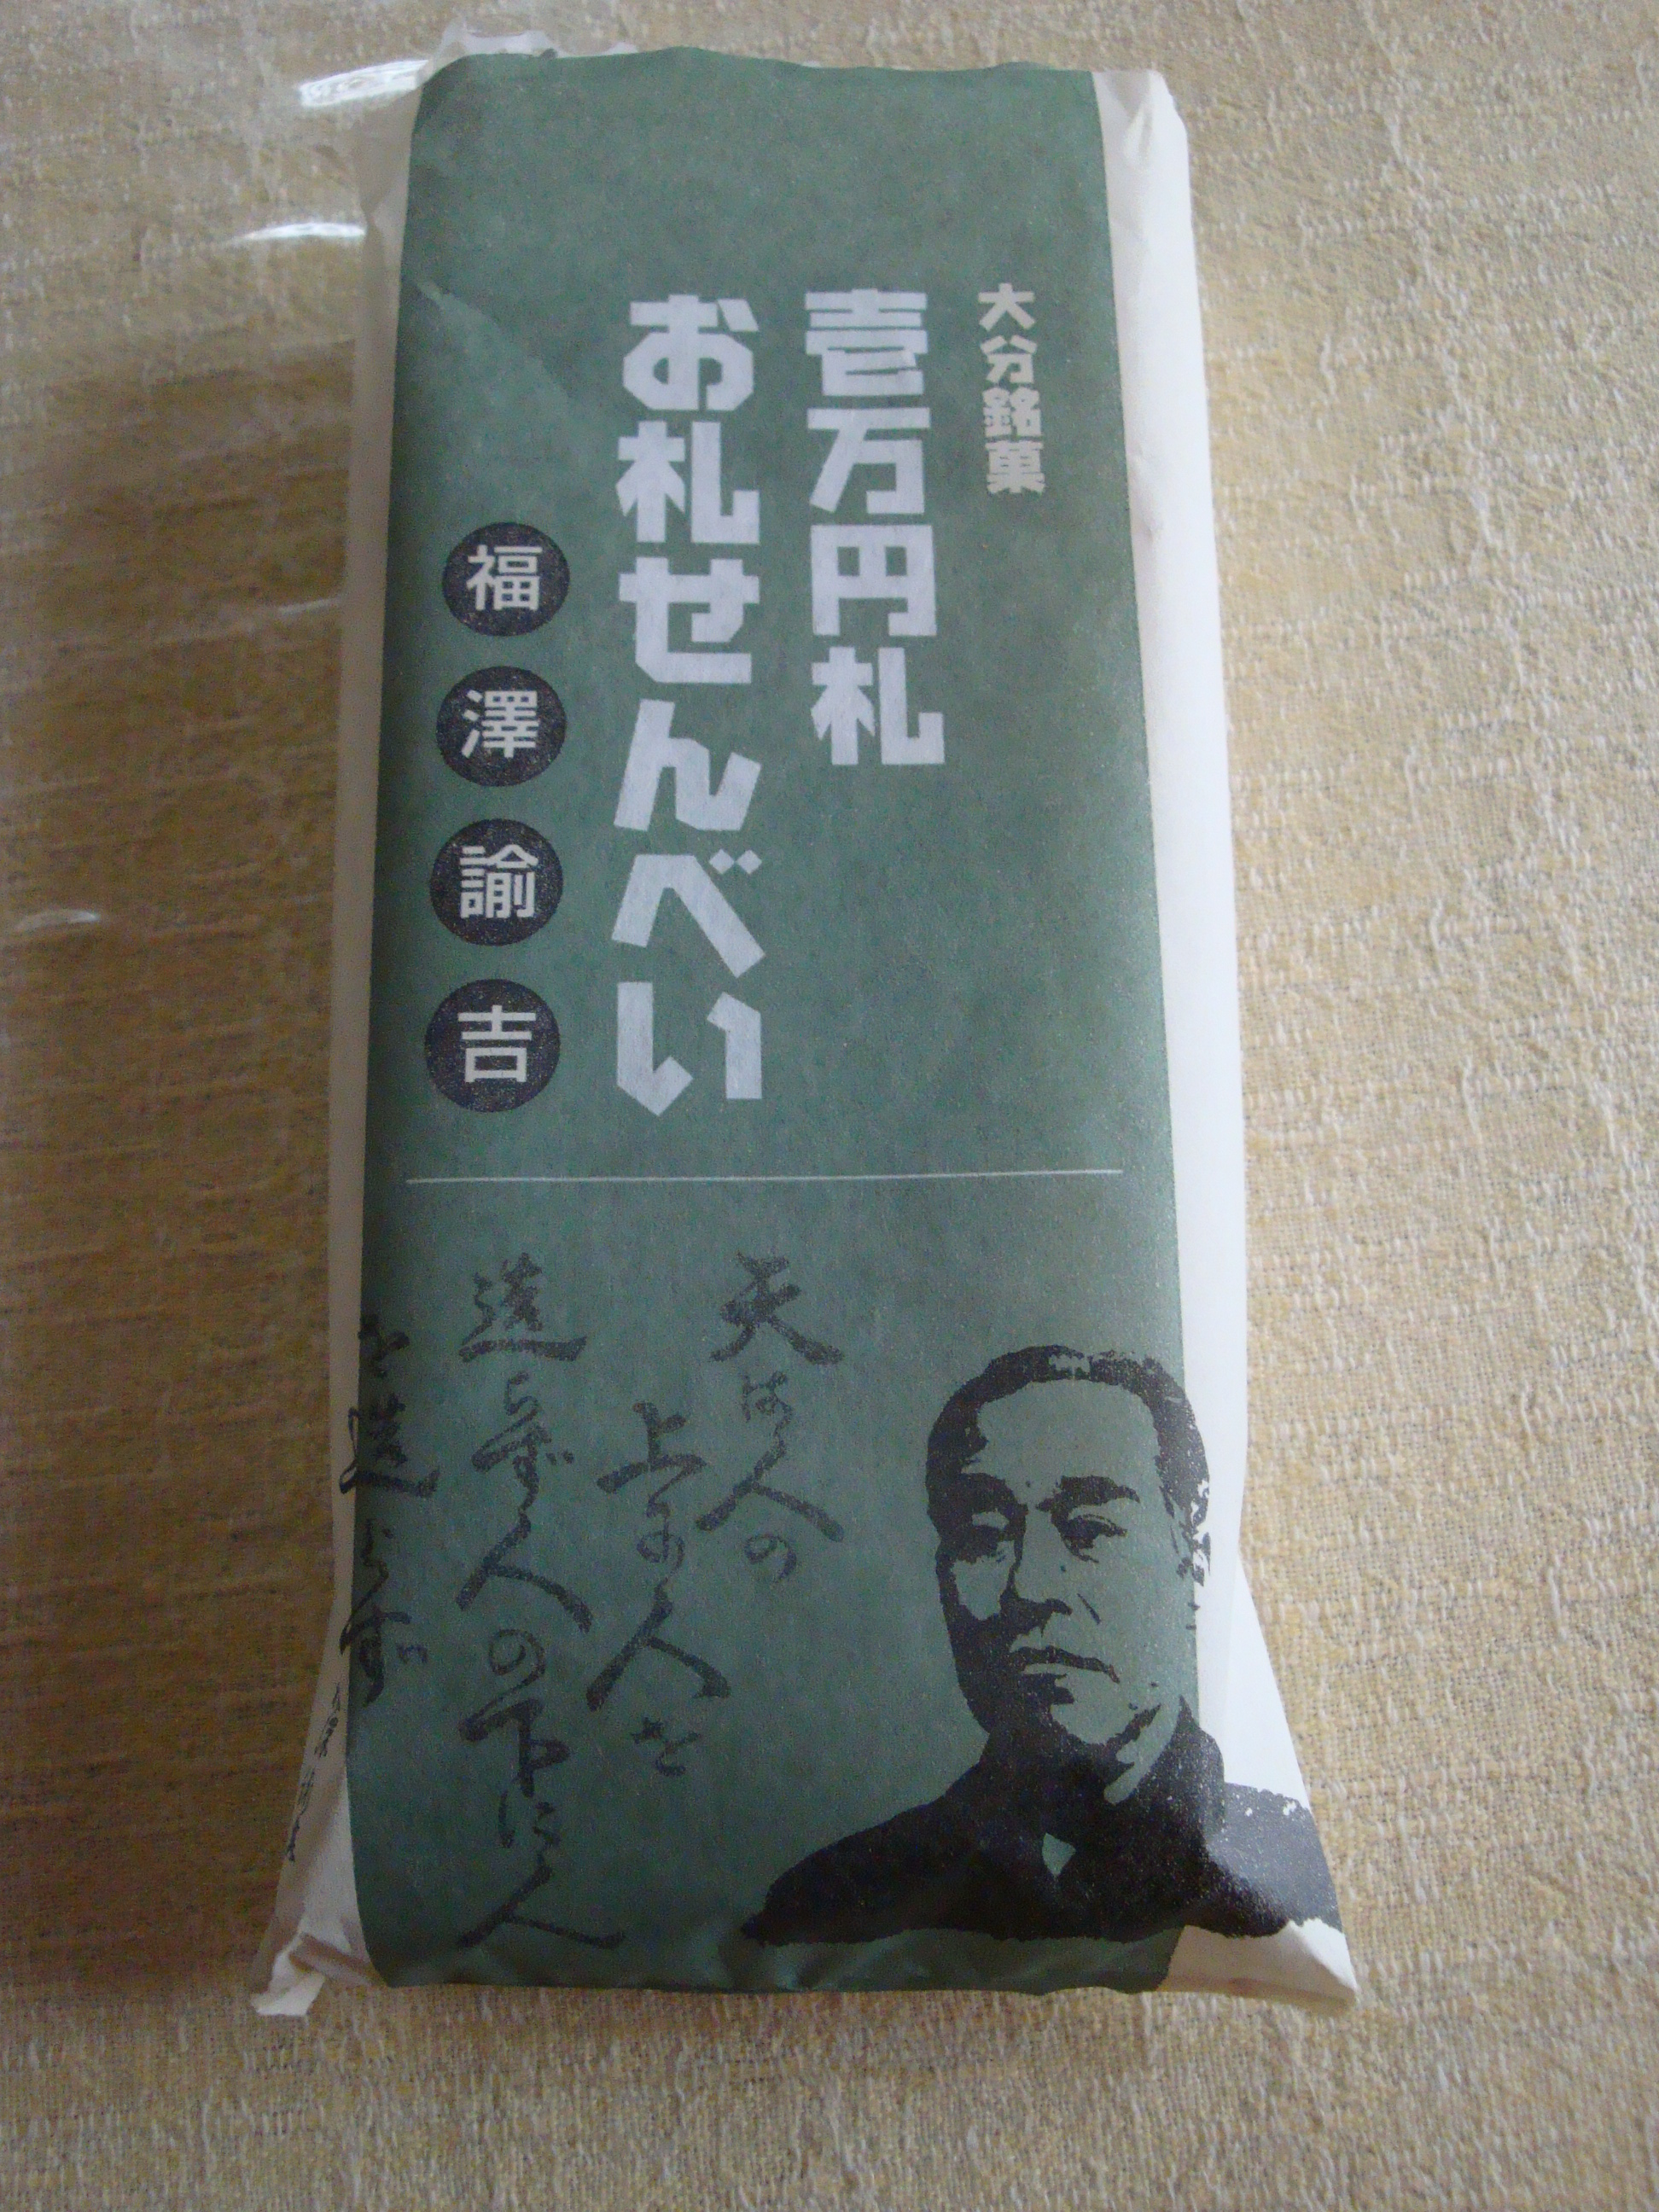 大分銘菓
壱万円札
お札せんべい
福澤諭吉
天は人の
上に人を
造らず人の下に人
を造らず